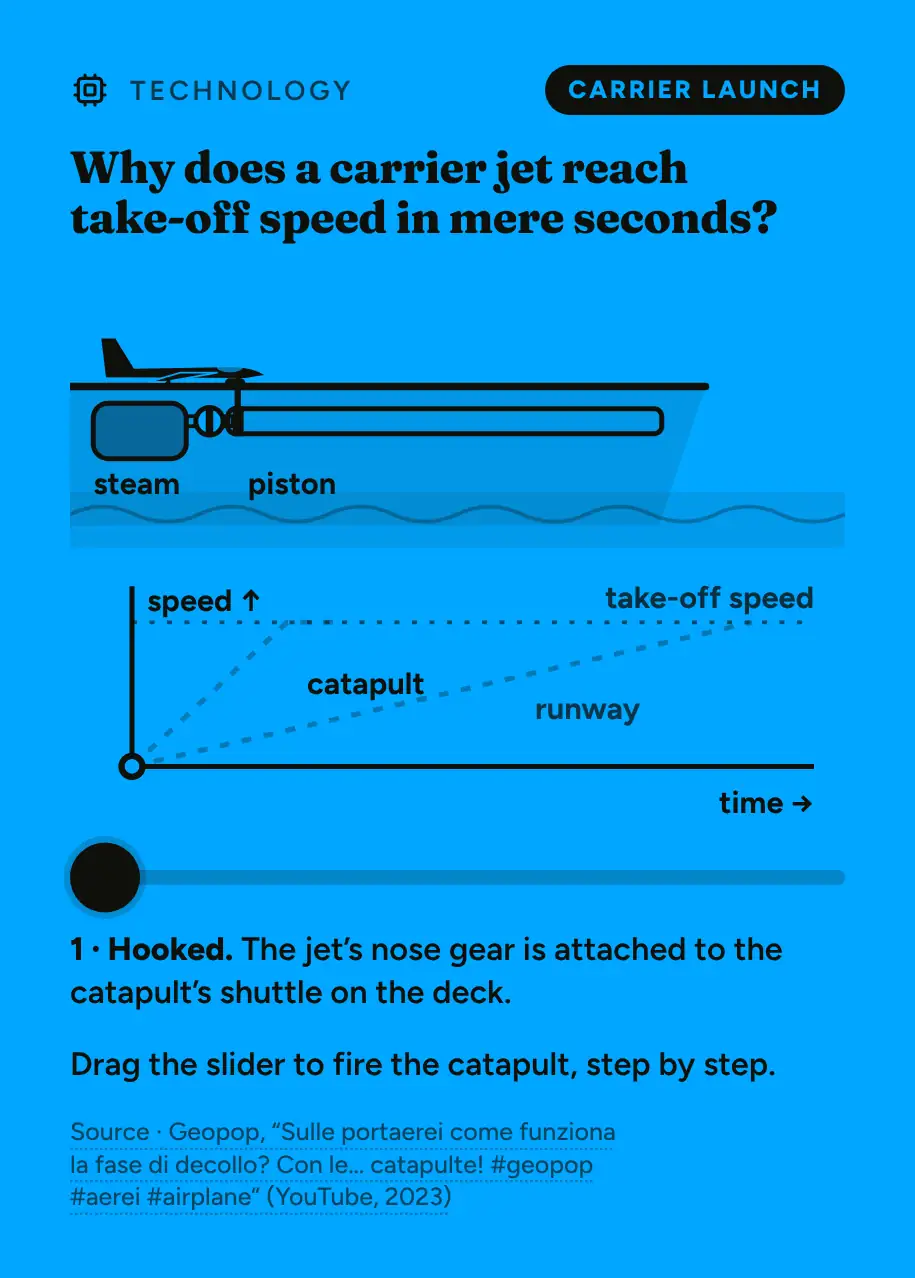 TECHNOLOGY
CARRIER LAUNCH
Why does a carrier jet reach
take-off speed in mere seconds?
steam
piston
speed ↑
take-off speed
catapult
runway
time →
1 · Hooked. The jet’s nose gear is attached to the
catapult’s shuttle on the deck.
Drag the slider to fire the catapult, step by step.
Source · Geopop, “Sulle portaerei come funziona
la fase di decollo? Con le... catapulte! #geopop
#aerei #airplane” (YouTube, 2023)